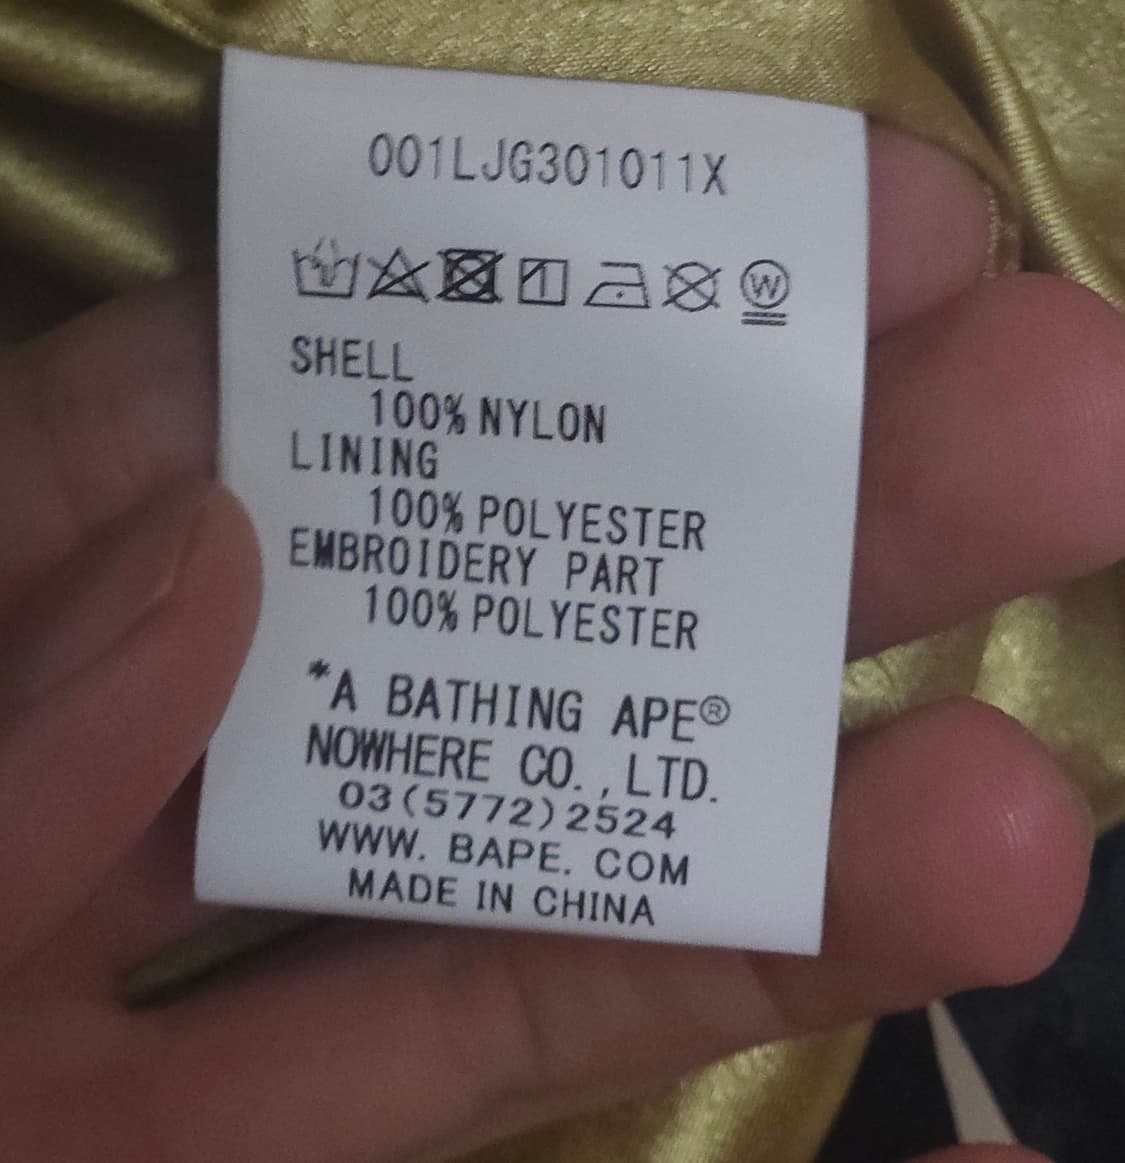 001LJG301011X
W
SHELL
100% NYLON
LINING
100% POLYESTER
EMBROIDERY PART
100% POLYESTER
*A BATHING APE®
NOWHERE CO.,LTD.
03(5772)2524
WWW. BAPE. COM
MADE IN CHINA